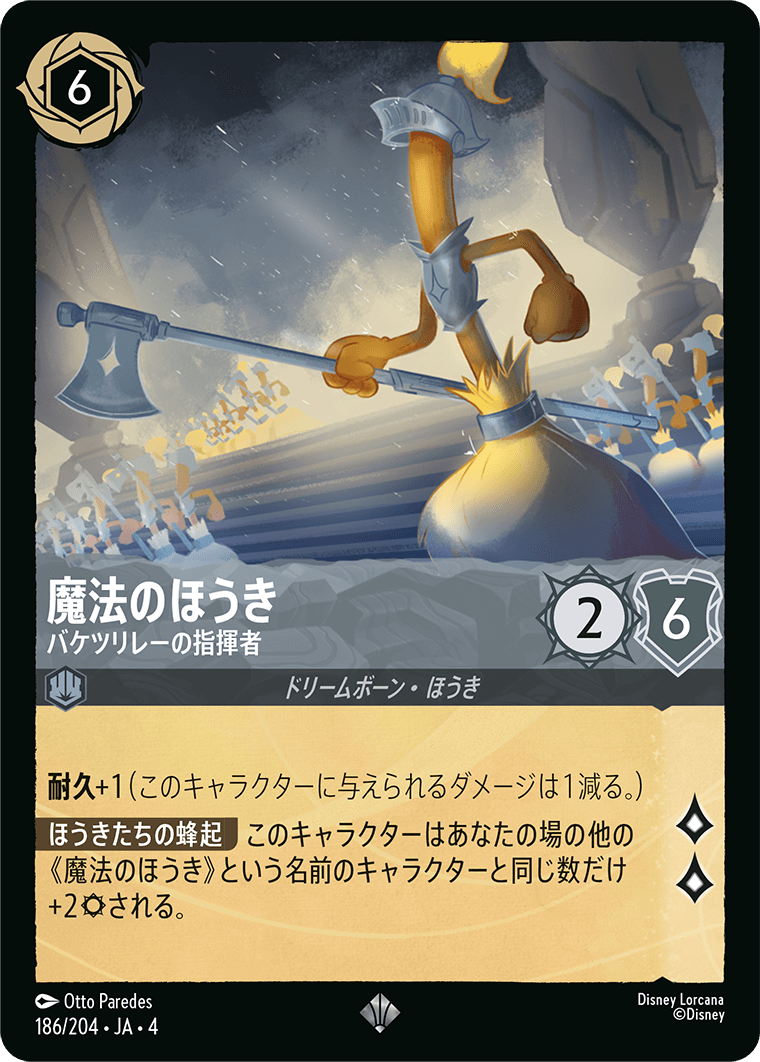 6
魔法のほうき
バケツリレーの指揮者
2
6
ドリームボーン・ほうき
耐久+1(このキャラクターに与えられるダメージは1減る。)
ほうきたちの蜂起 このキャラクターはあなたの場の他の
《魔法のほうき》という名前のキャラクターと同じ数だけ
+2される。
Otto Paredes
186/204・JA・4
Disney Lorcana
©Disney